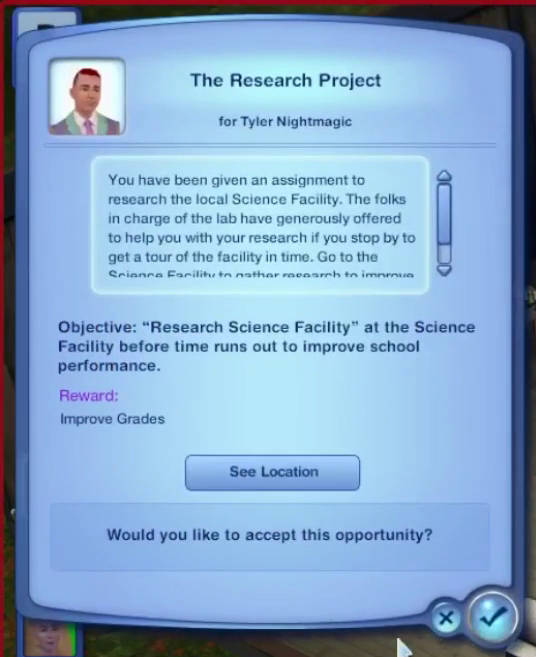 The Research Project
for Tyler Nightmagic
You have been given an assignment to
research the local Science Facility. The folks
in charge of the lab have generously offered
to help you with your research if you stop by to
get a tour of the facility in time. Go to the
Science Facility to gather research to improve
Objective: “Research Science Facility” at the Science
Facility before time runs out to improve school
performance.
Reward:
Improve Grades
See Location
Would you like to accept this opportunity?